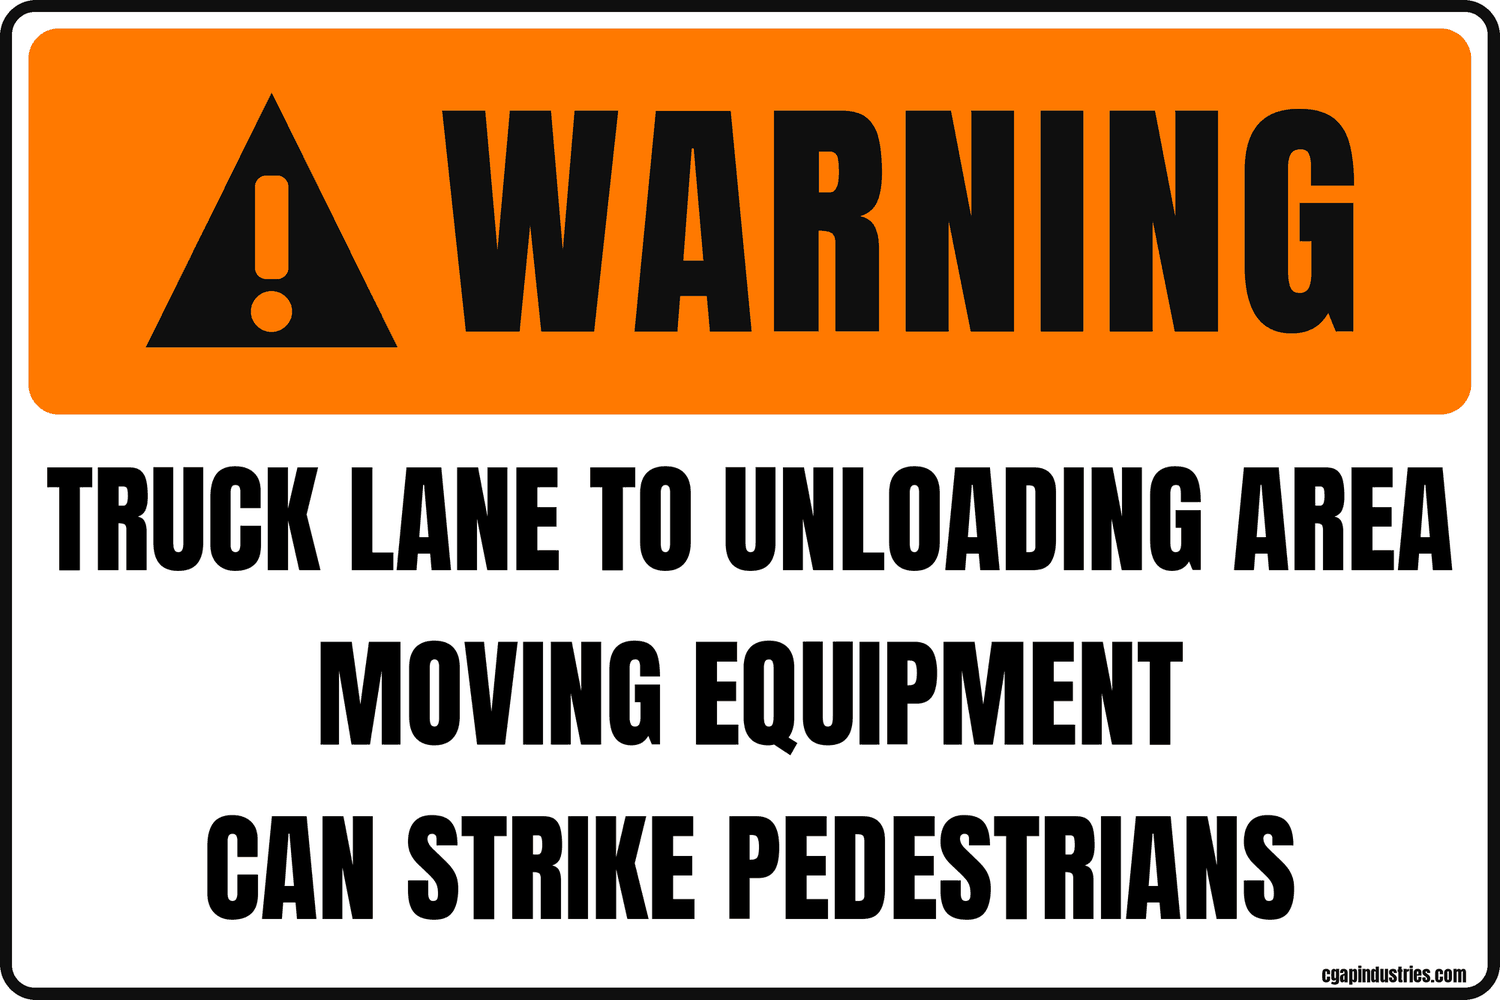 WARNING
TRUCK LANE TO UNLOADING AREA
MOVING EQUIPMENT
CAN STRIKE PEDESTRIANS
cgapindustries.com